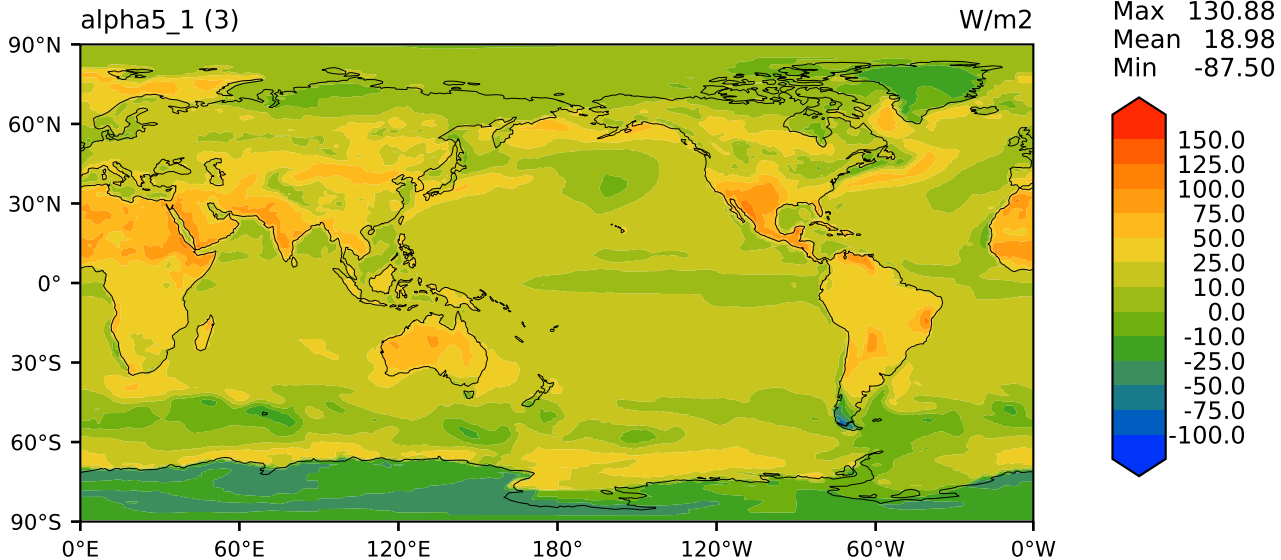 alpha5_1 (3)
W/m2
Max 130.88
Mean 18.98
Min -87.50
90°N
60°N
30°N
0°
30°S
60°S
90°S
0°E
60°E
120°E
180°
120°W
60°W
0°W
150.0
125.0
100.0
75.0
50.0
25.0
10.0
0.0
-10.0
-25.0
-50.0
-75.0
-100.0